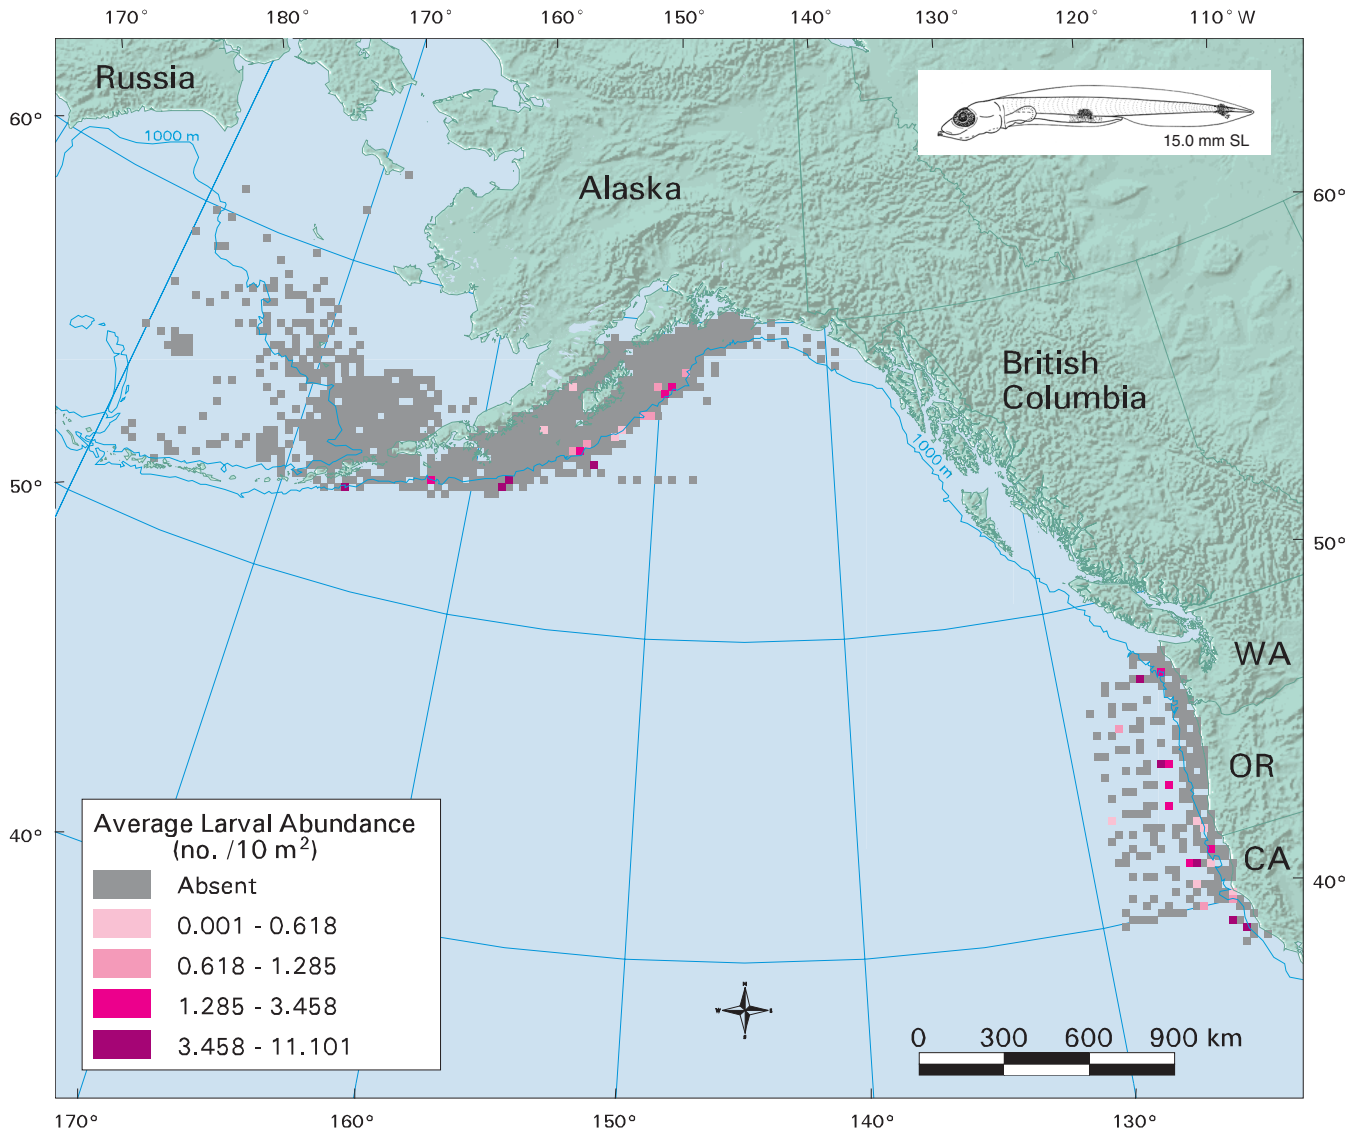 170° 180° 170° 160° 150° 140° 130° 120° 110° W
Russia
60°
1000 m
15.0 mm SL
Alaska
60°
British
Columbia
1000 m
50°
50°
WA
OR
CA
40°
40°
Average Larval Abundance
(no. /10 m²)
Absent
0.001 - 0.618
0.618 - 1.285
1.285 - 3.458
3.458 - 11.101
N
W
S
0 300 600 900 km
170° 160° 150° 140° 130°